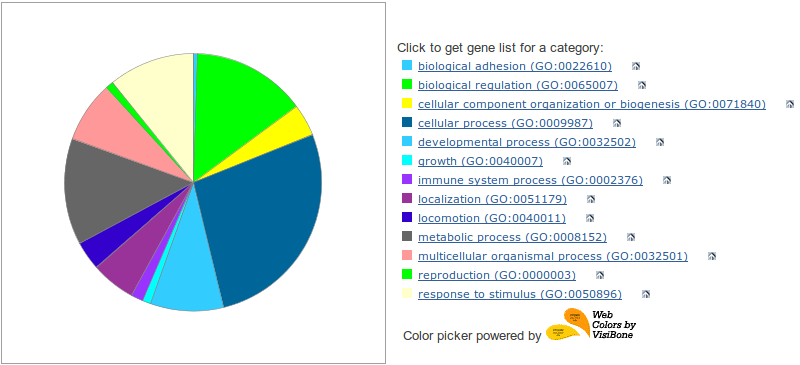 Click to get gene list for a category:
biological adhesion (GO:0022610)
biological regulation (GO:0065007)
cellular component organization or biogenesis (GO:0071840)
cellular process (GO:0009987)
developmental process (GO:0032502)
growth (GO:0040007)
immune system process (GO:0002376)
localization (GO:0051179)
locomotion (GO:0040011)
metabolic process (GO:0008152)
multicellular organismal process (GO:0032501)
reproduction (GO:0000003)
response to stimulus (GO:0050896)
Color picker powered by
Web
Colors by
VisiBone